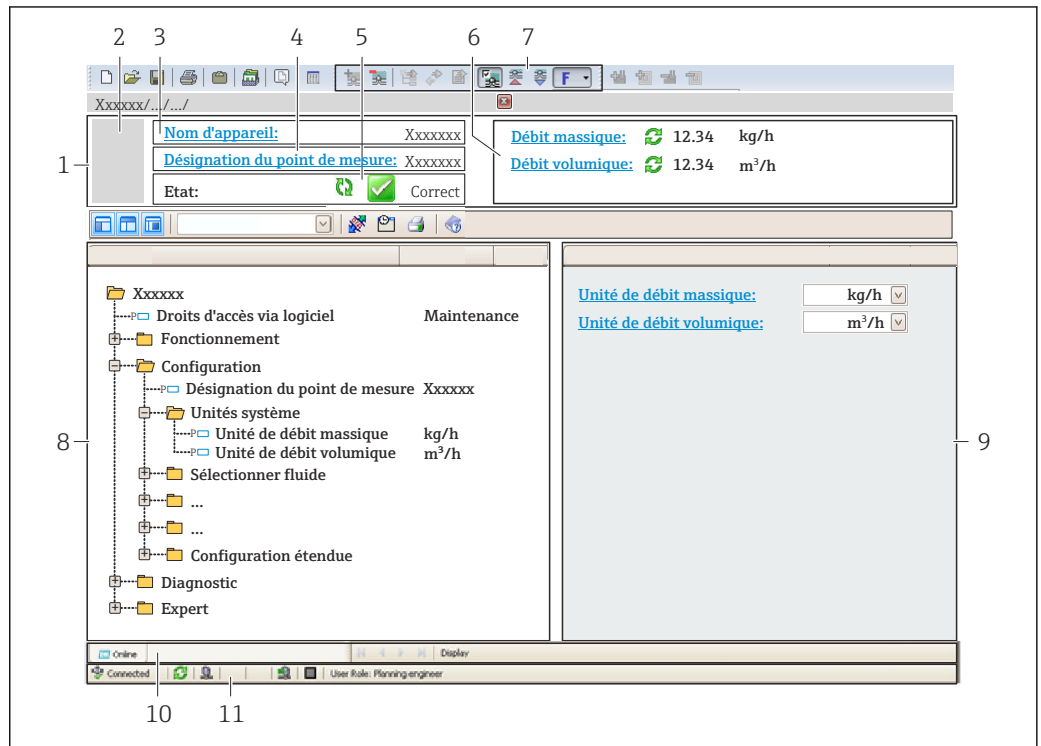 2 3 4 5 6 7
F
Xxxxxx/.../.../
1
Nom d'appareil: Xxxxxxx
Désignation du point de mesure: Xxxxxxx
Etat: Correct
Débit massique: 12.34 kg/h
Débit volumique: 12.34 m³/h
Xxxxxx
P Droits d'accès via logiciel Maintenance
Fonctionnement
Configuration
P Désignation du point de mesure Xxxxxx
Unités système
P Unité de débit massique kg/h
P Unité de débit volumique m³/h
Sélectionner fluide
...
...
Configuration étendue
Diagnostic
Expert
8
Unité de débit massique: kg/h
Unité de débit volumique: m³/h
9
Online Display
Connected User Role: Planning engineer
10 11